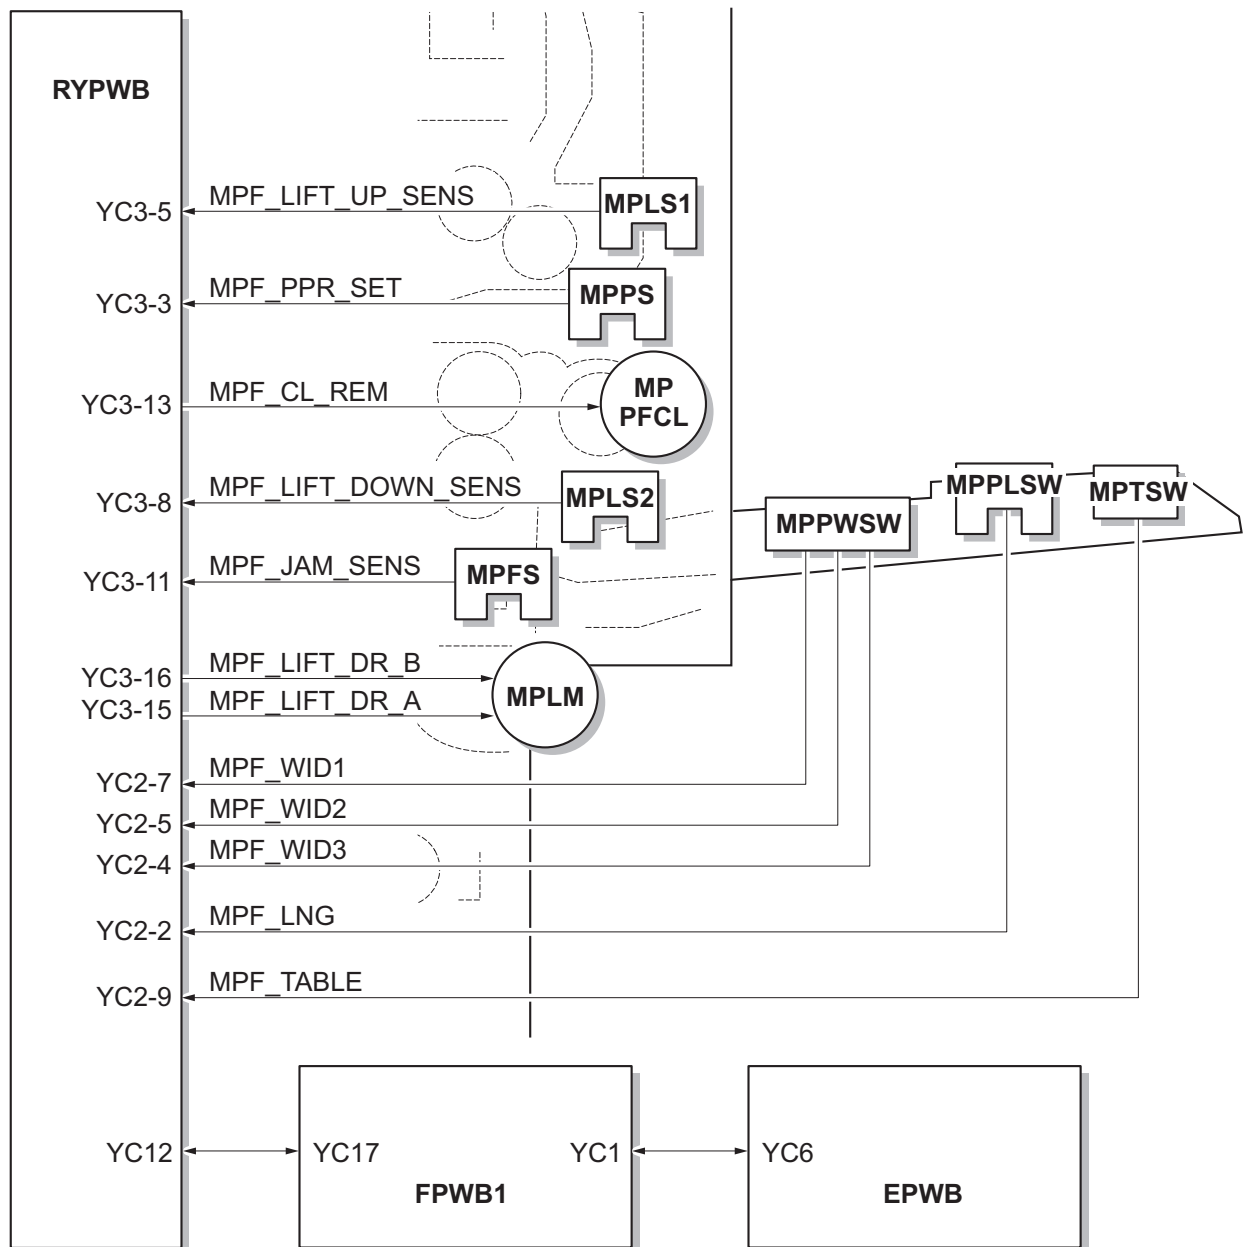 RYPWB
YC3-5 MPF_LIFT_UP_SENS MPLS1
YC3-3 MPF_PPR_SET MPPS
YC3-13 MPF_CL_REM MP
PFCL
YC3-8 MPF_LIFT_DOWN_SENS MPLS2 MPPWSW MPPLSW MPTSW
YC3-11 MPF_JAM_SENS MPFS
YC3-16 MPF_LIFT_DR_B
YC3-15 MPF_LIFT_DR_A MPLM
YC2-7 MPF_WID1
YC2-5 MPF_WID2
YC2-4 MPF_WID3
YC2-2 MPF_LNG
YC2-9 MPF_TABLE
YC12 YC17 YC1 YC6
FPWB1 EPWB